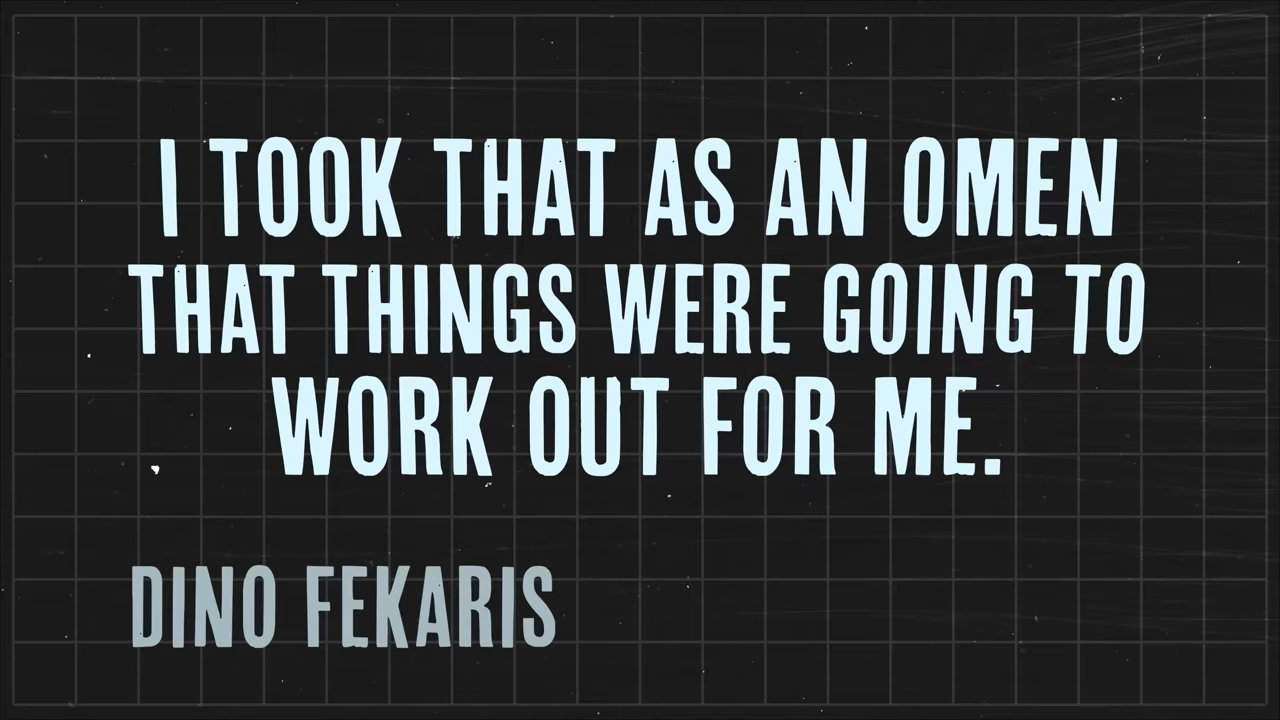 I TOOK THAT AS AN OMEN
THAT THINGS WERE GOING TO
WORK OUT FOR ME.
DINO FEKARIS